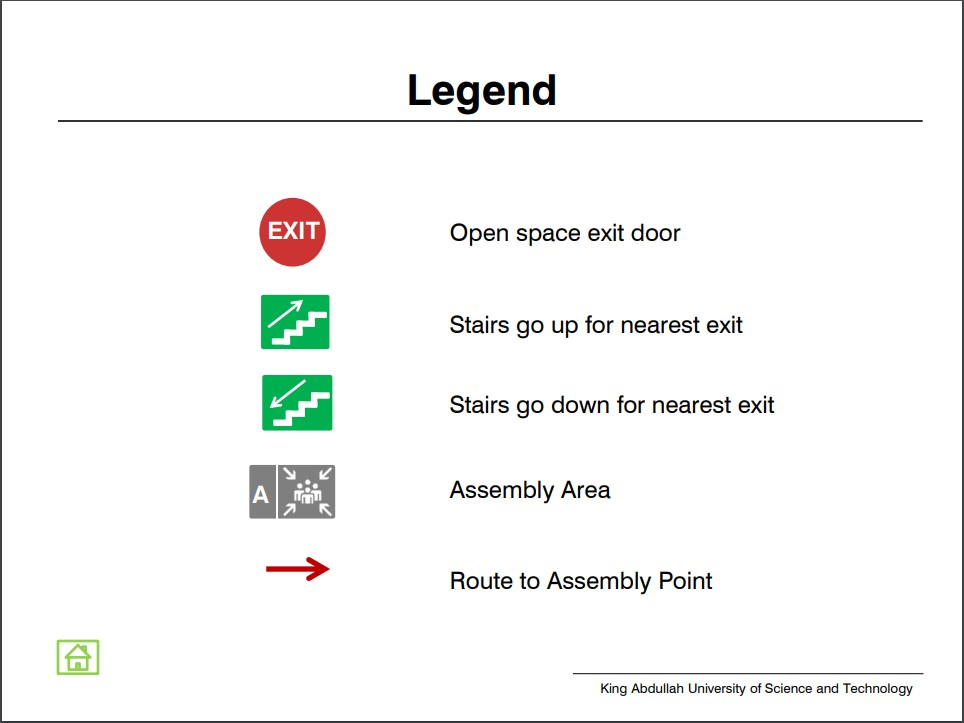 Legend
EXIT
Open space exit door
Stairs go up for nearest exit
Stairs go down for nearest exit
A
Assembly Area
Route to Assembly Point
King Abdullah University of Science and Technology